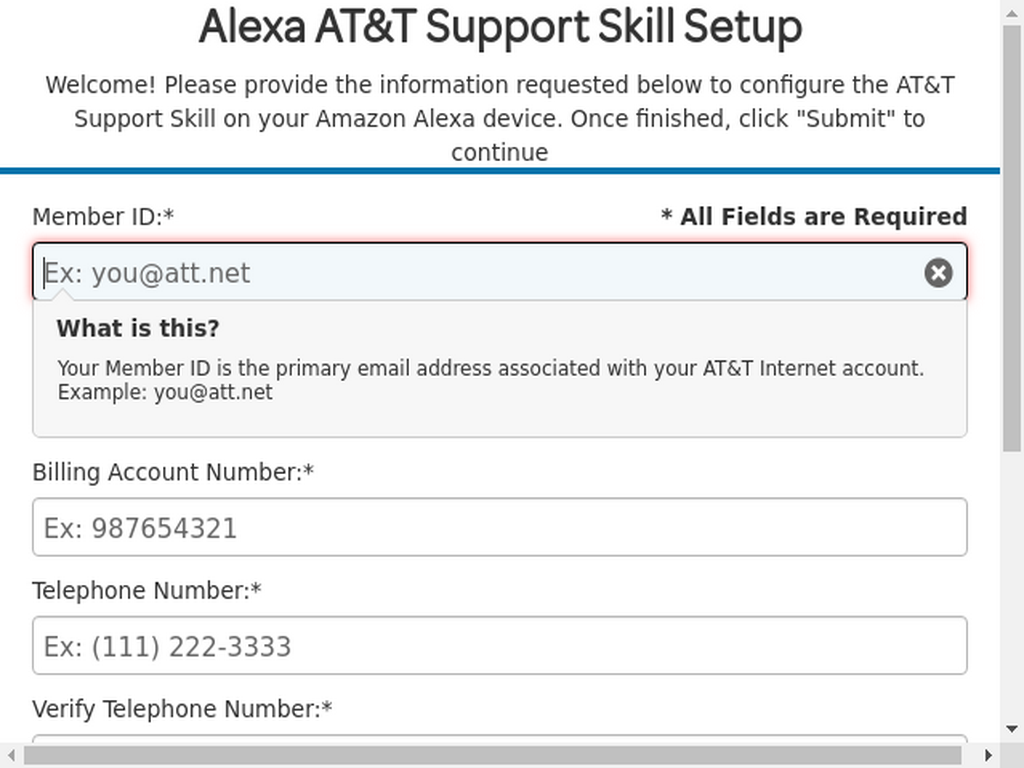 Alexa AT&T Support Skill Setup
Welcome! Please provide the information requested below to configure the AT&T
Support Skill on your Amazon Alexa device. Once finished, click "Submit" to
continue
Member ID:*
* All Fields are Required
Ex: you@att.net
What is this?
Your Member ID is the primary email address associated with your AT&T Internet account.
Example: you@att.net
Billing Account Number:*
Ex: 987654321
Telephone Number:*
Ex: (111) 222-3333
Verify Telephone Number:*